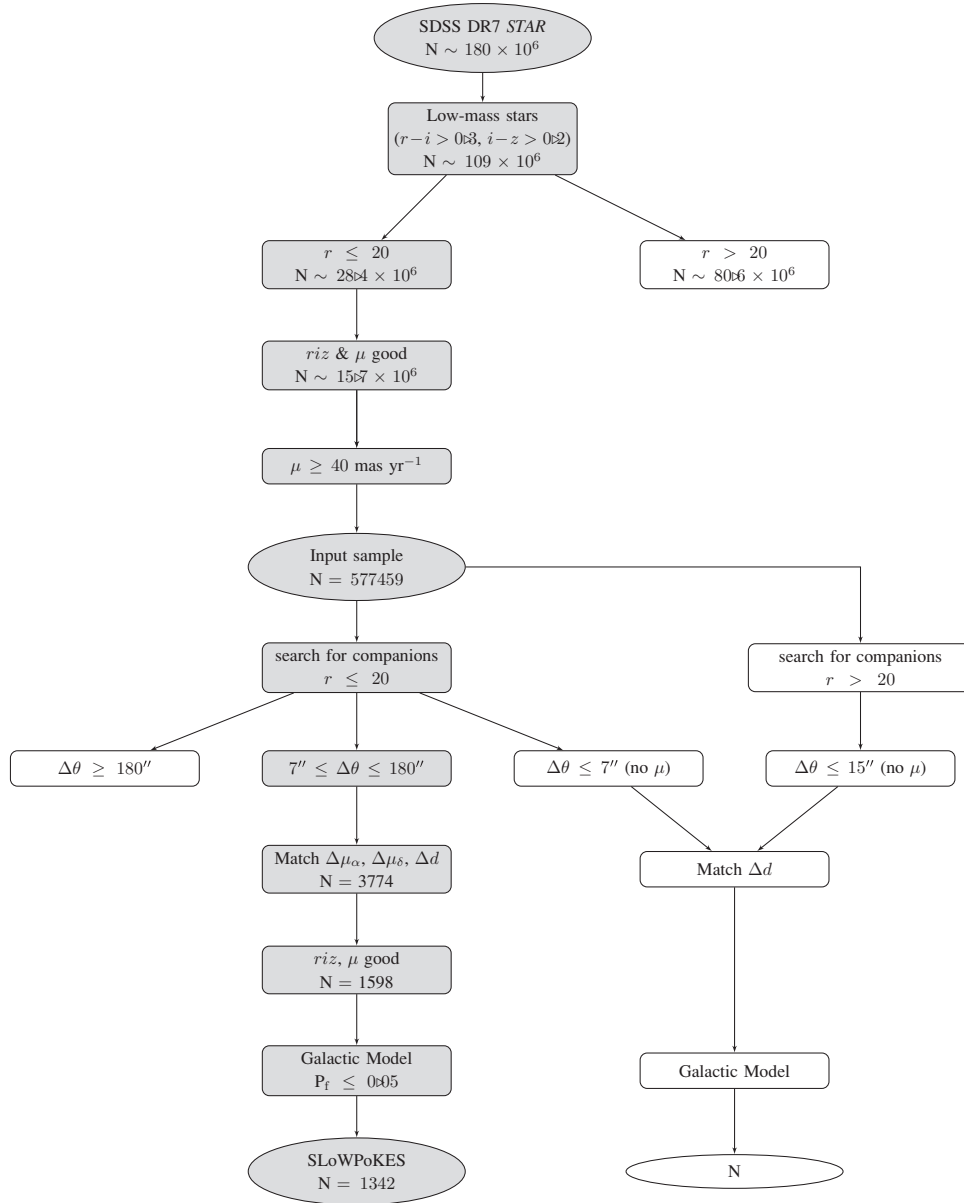 SDSS DR7 STAR
N ∼ 180 × 10⁶
Low-mass stars
(r−i > 0.3, i−z > 0.2)
N ∼ 109 × 10⁶
r ≤ 20
N ∼ 28.4 × 10⁶
r > 20
N ∼ 80.6 × 10⁶
riz & μ good
N ∼ 15.7 × 10⁶
μ ≥ 40 mas yr⁻¹
Input sample
N = 577459
search for companions
r ≤ 20
search for companions
r > 20
Δθ ≥ 180″
7″ ≤ Δθ ≤ 180″
Δθ ≤ 7″ (no μ)
Δθ ≤ 15″ (no μ)
Match Δμα, Δμδ, Δd
N = 3774
Match Δd
riz, μ good
N = 1598
Galactic Model
Pf ≤ 0.05
Galactic Model
SLoWPoKES
N = 1342
N